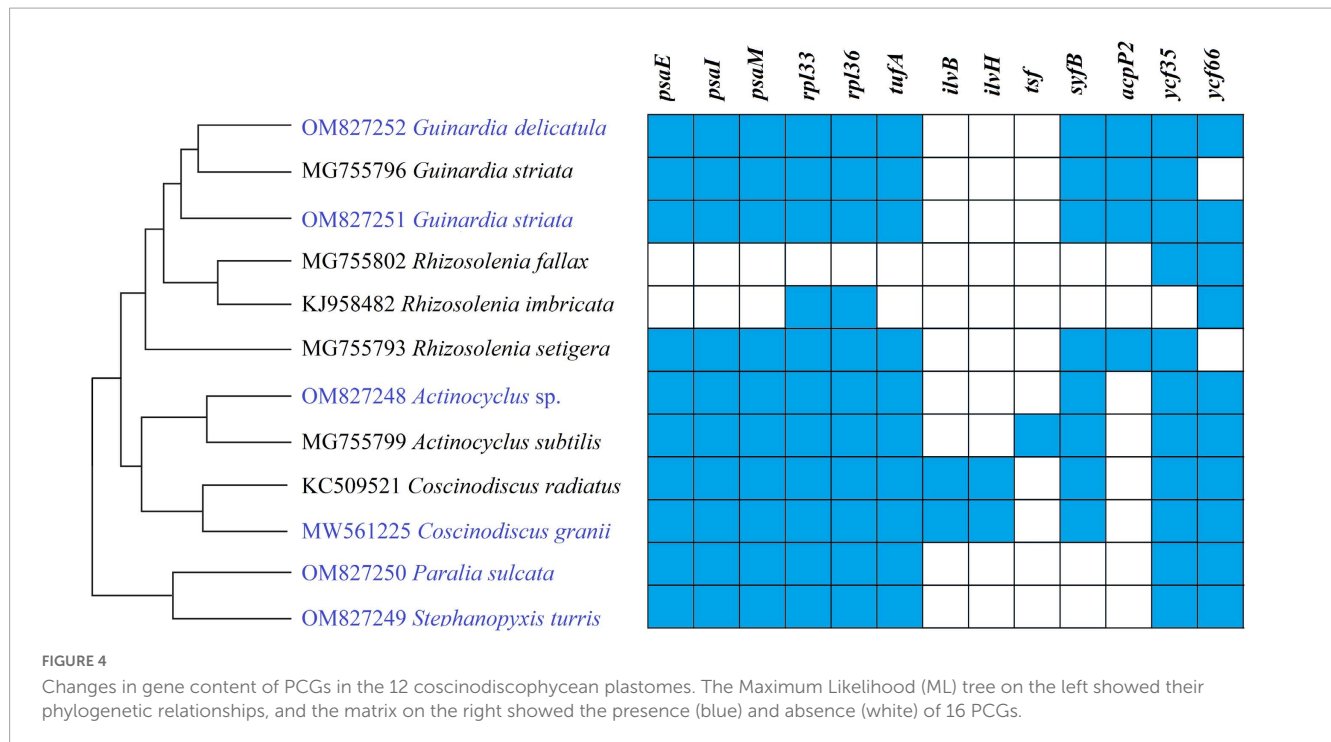 psaE psaI psaM rpl33 rpl36 tufA ilvB ilvH tsf syfB acpP2 ycf35 ycf66
OM827252 Guinardia delicatula
MG755796 Guinardia striata
OM827251 Guinardia striata
MG755802 Rhizosolenia fallax
KJ958482 Rhizosolenia imbricata
MG755793 Rhizosolenia setigera
OM827248 Actinocyclus sp.
MG755799 Actinocyclus subtilis
KC509521 Coscinodiscus radiatus
MW561225 Coscinodiscus granii
OM827250 Paralia sulcata
OM827249 Stephanopyxis turris
FIGURE 4
Changes in gene content of PCGs in the 12 coscinodiscophycean plastomes. The Maximum Likelihood (ML) tree on the left showed their
phylogenetic relationships, and the matrix on the right showed the presence (blue) and absence (white) of 16 PCGs.